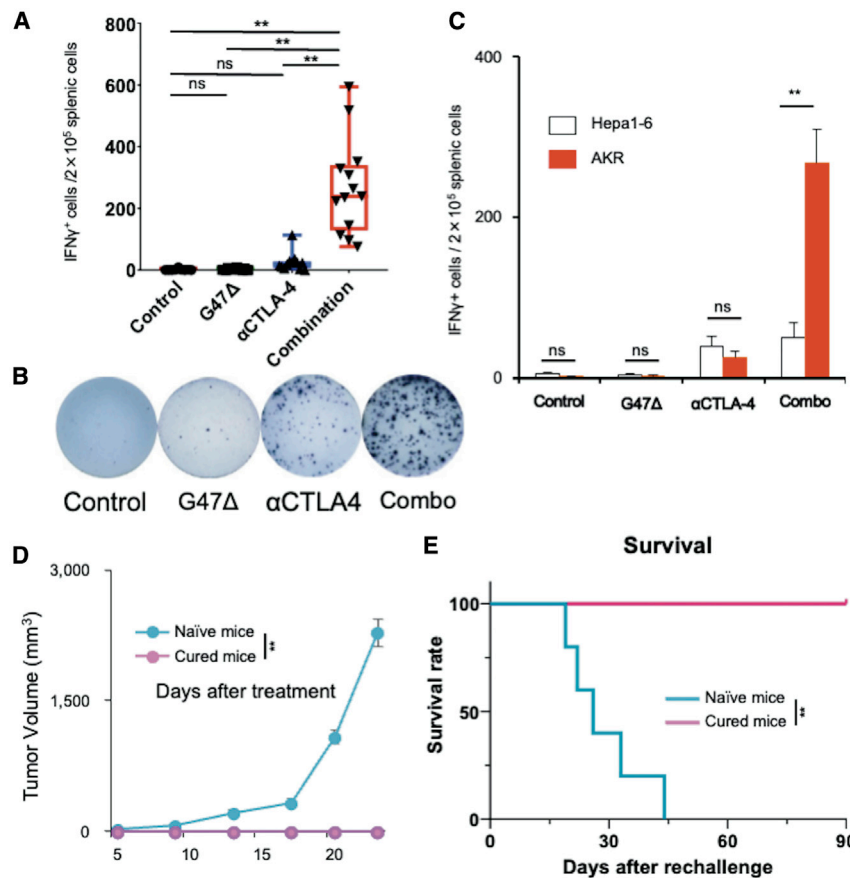 A
IFNγ⁺ cells /2×10⁵ splenic cells
800
600
400
200
0
**
**
**
ns
ns
Control
G47Δ
αCTLA-4
Combination
B
Control
G47Δ
αCTLA4
Combo
C
IFNγ+ cells / 2×10⁵ splenic cells
400
200
0
Hepa1-6
AKR
ns
ns
ns
**
Control
G47Δ
αCTLA-4
Combo
D
Tumor Volume (mm³)
3,000
1,500
0
Naïve mice
Cured mice
**
Days after treatment
5
10
15
20
E
Survival
Survival rate
100
50
0
Naïve mice
Cured mice
**
0
30
60
90
Days after rechallenge